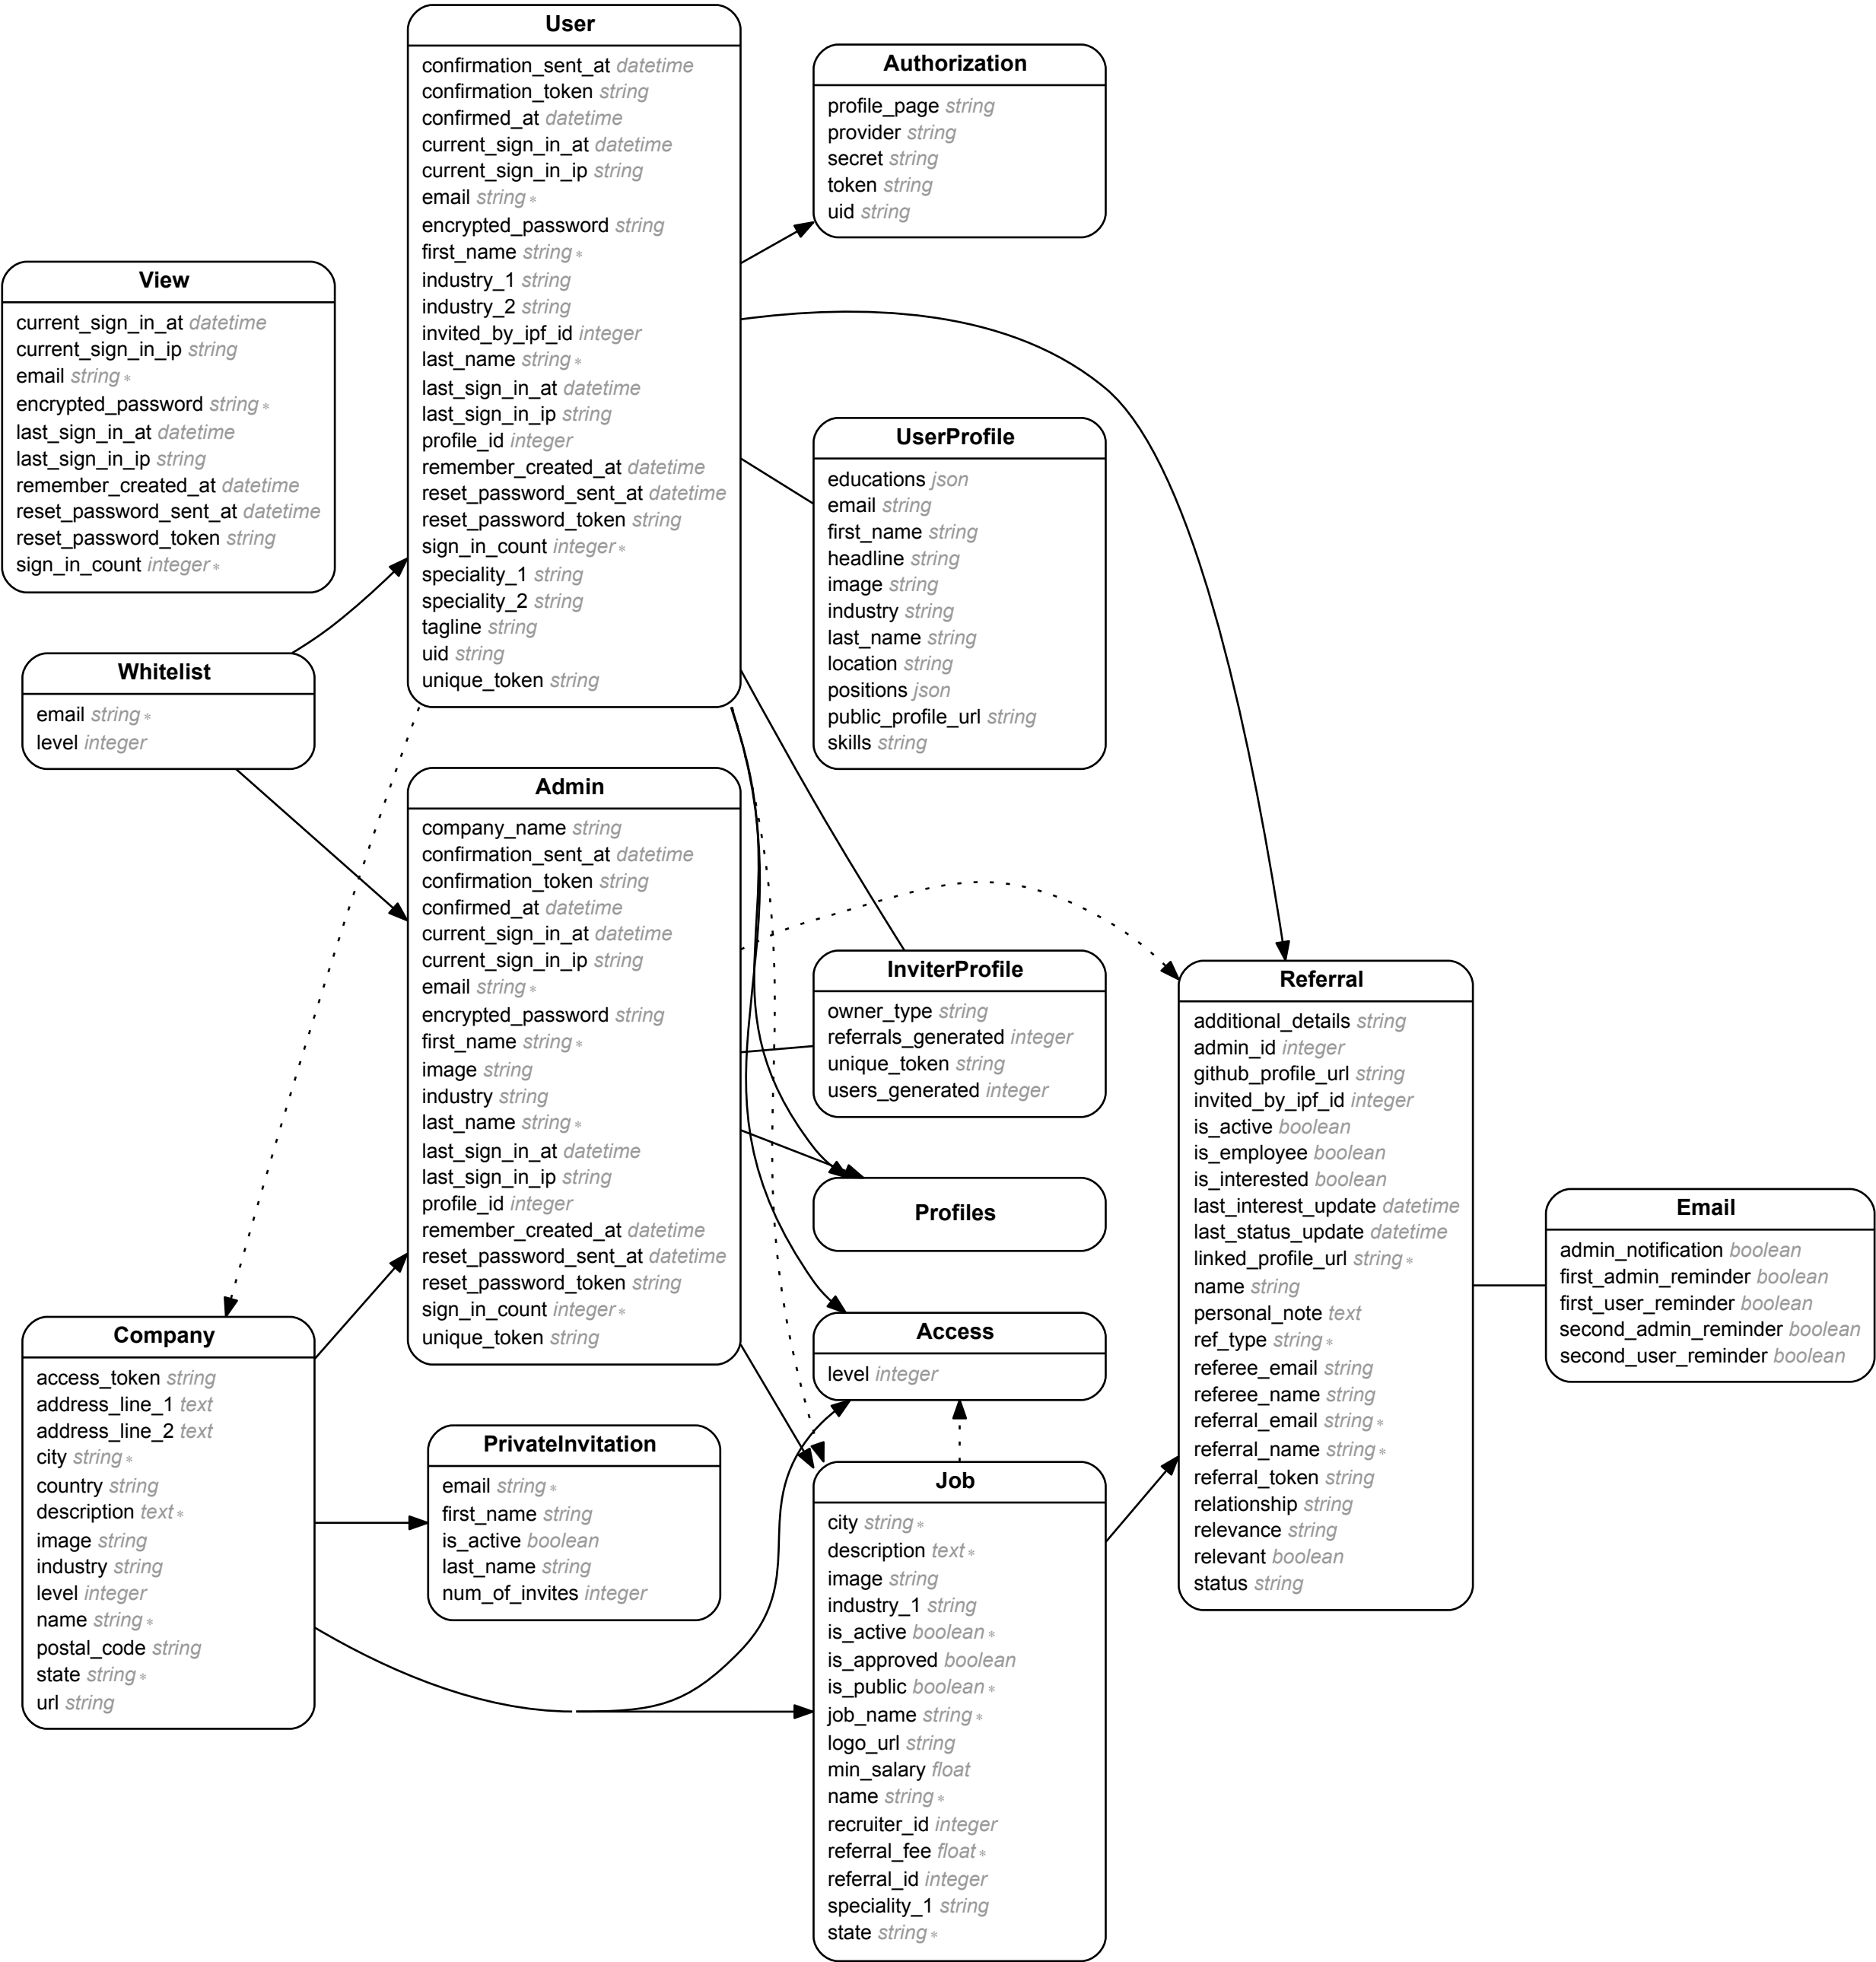 User
confirmation_sent_at datetime
confirmation_token string
confirmed_at datetime
current_sign_in_at datetime
current_sign_in_ip string
email string *
encrypted_password string
first_name string *
industry_1 string
industry_2 string
invited_by_ipf_id integer
last_name string *
last_sign_in_at datetime
last_sign_in_ip string
profile_id integer
remember_created_at datetime
reset_password_sent_at datetime
reset_password_token string
sign_in_count integer *
speciality_1 string
speciality_2 string
tagline string
uid string
unique_token string
Authorization
profile_page string
provider string
secret string
token string
uid string
View
current_sign_in_at datetime
current_sign_in_ip string
email string *
encrypted_password string *
last_sign_in_at datetime
last_sign_in_ip string
remember_created_at datetime
reset_password_sent_at datetime
reset_password_token string
sign_in_count integer *
UserProfile
educations json
email string
first_name string
headline string
image string
industry string
last_name string
location string
positions json
public_profile_url string
skills string
Whitelist
email string *
level integer
Admin
company_name string
confirmation_sent_at datetime
confirmation_token string
confirmed_at datetime
current_sign_in_at datetime
current_sign_in_ip string
email string *
encrypted_password string
first_name string *
image string
industry string
last_name string *
last_sign_in_at datetime
last_sign_in_ip string
profile_id integer
remember_created_at datetime
reset_password_sent_at datetime
reset_password_token string
sign_in_count integer *
unique_token string
InviterProfile
owner_type string
referrals_generated integer
unique_token string
users_generated integer
Referral
additional_details string
admin_id integer
github_profile_url string
invited_by_ipf_id integer
is_active boolean
is_employee boolean
is_interested boolean
last_interest_update datetime
last_status_update datetime
linked_profile_url string *
name string
personal_note text
ref_type string *
referee_email string
referee_name string
referral_email string *
referral_name string *
referral_token string
relationship string
relevance string
relevant boolean
status string
Profiles
Email
admin_notification boolean
first_admin_reminder boolean
first_user_reminder boolean
second_admin_reminder boolean
second_user_reminder boolean
Access
level integer
Company
access_token string
address_line_1 text
address_line_2 text
city string *
country string
description text *
image string
industry string
level integer
name string *
postal_code string
state string *
url string
PrivateInvitation
email string *
first_name string
is_active boolean
last_name string
num_of_invites integer
Job
city string *
description text *
image string
industry_1 string
is_active boolean *
is_approved boolean
is_public boolean *
job_name string *
logo_url string
min_salary float
name string *
recruiter_id integer
referral_fee float *
referral_id integer
speciality_1 string
state string *